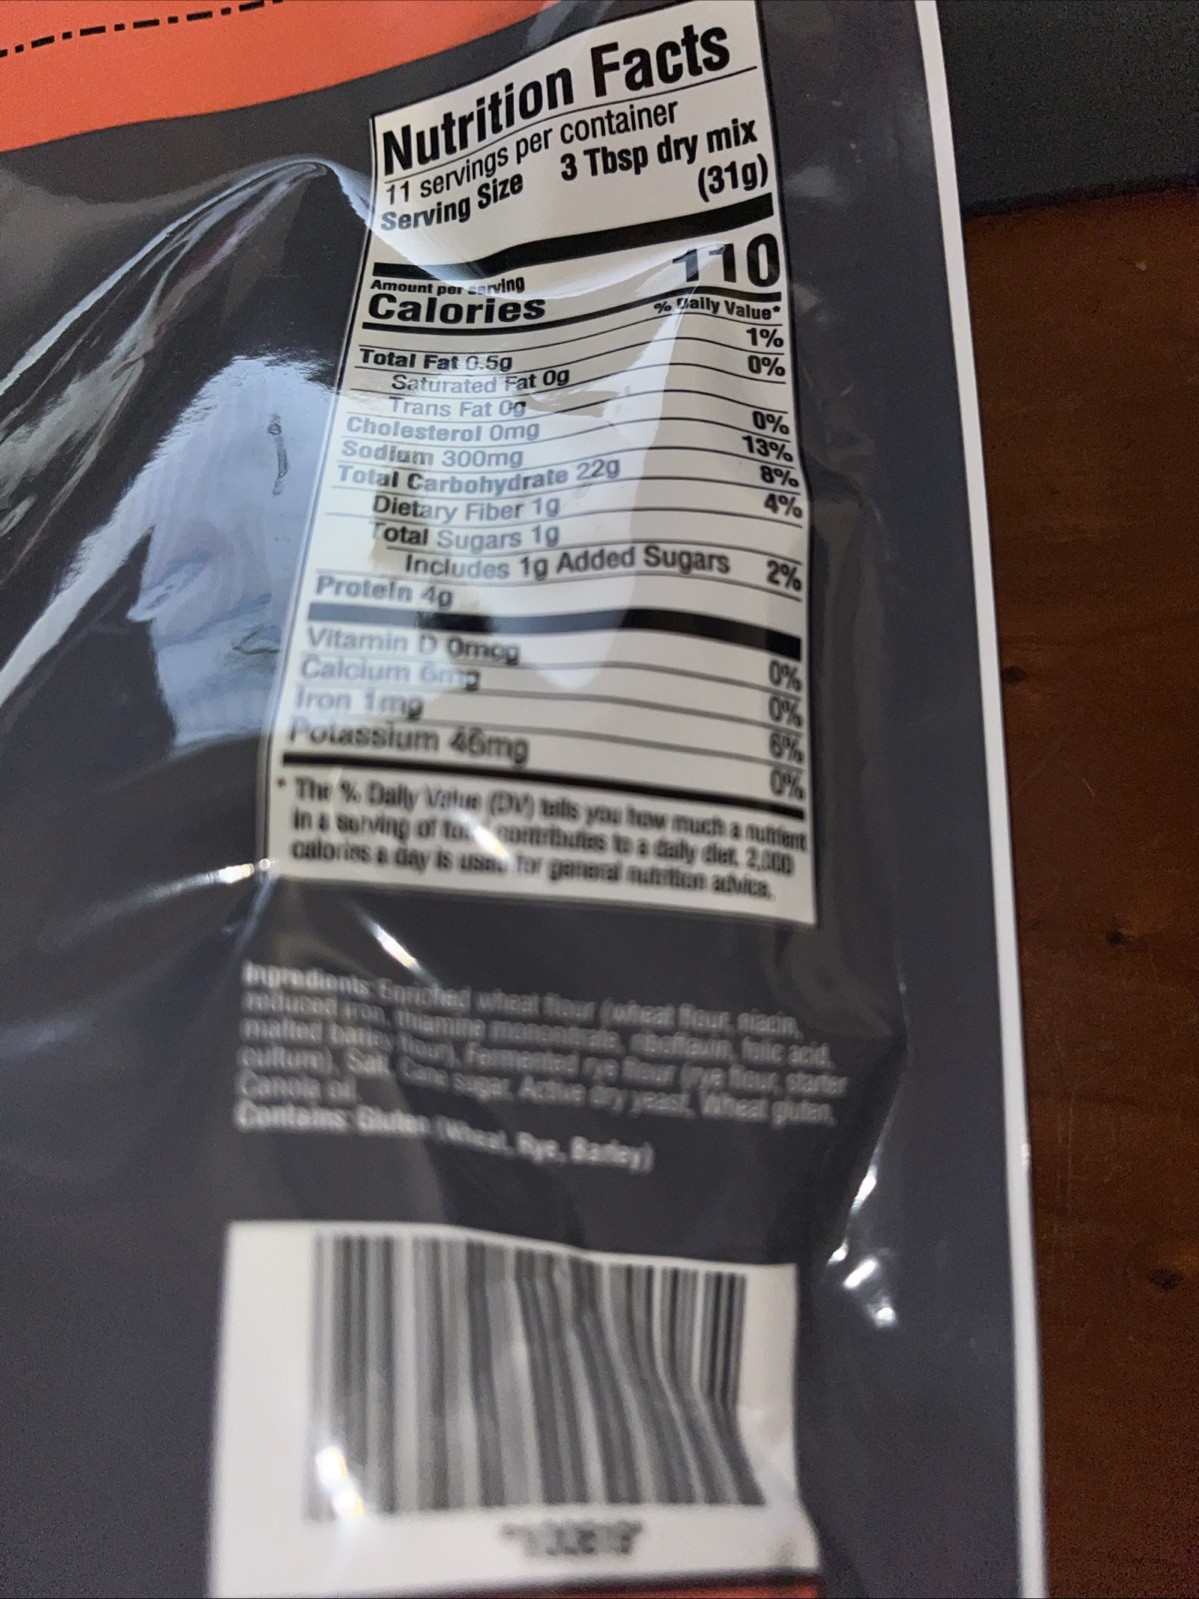 Nutrition Facts
11 servings per container
Serving Size 3 Tbsp dry mix
(31g)
Amount per serving
Calories 110
% Daily Value*
Total Fat 0.5g 1%
Saturated Fat 0g 0%
Trans Fat 0g
Cholesterol 0mg 0%
Sodium 300mg 13%
Total Carbohydrate 22g 8%
Dietary Fiber 1g 4%
Total Sugars 1g
Includes 1g Added Sugars 2%
Protein 4g
Vitamin D 0mcg 0%
Calcium 6mg 0%
Iron 1mg 6%
Potassium 46mg 0%
* The % Daily Value (DV) tells you how much a nutrient
in a serving of contributes to a daily diet. 2,000
calories a day is used for general nutrition advice.
Ingredients: Enriched wheat flour (wheat flour, niacin,
reduced iron, thiamine mononitrate, riboflavin, folic acid,
malted barley flour), Fermented rye flour (rye flour, starter
culture), Salt, Cane sugar, Active dry yeast, Wheat gluten,
Canola oil.
Contains: Gluten (Wheat, Rye, Barley)